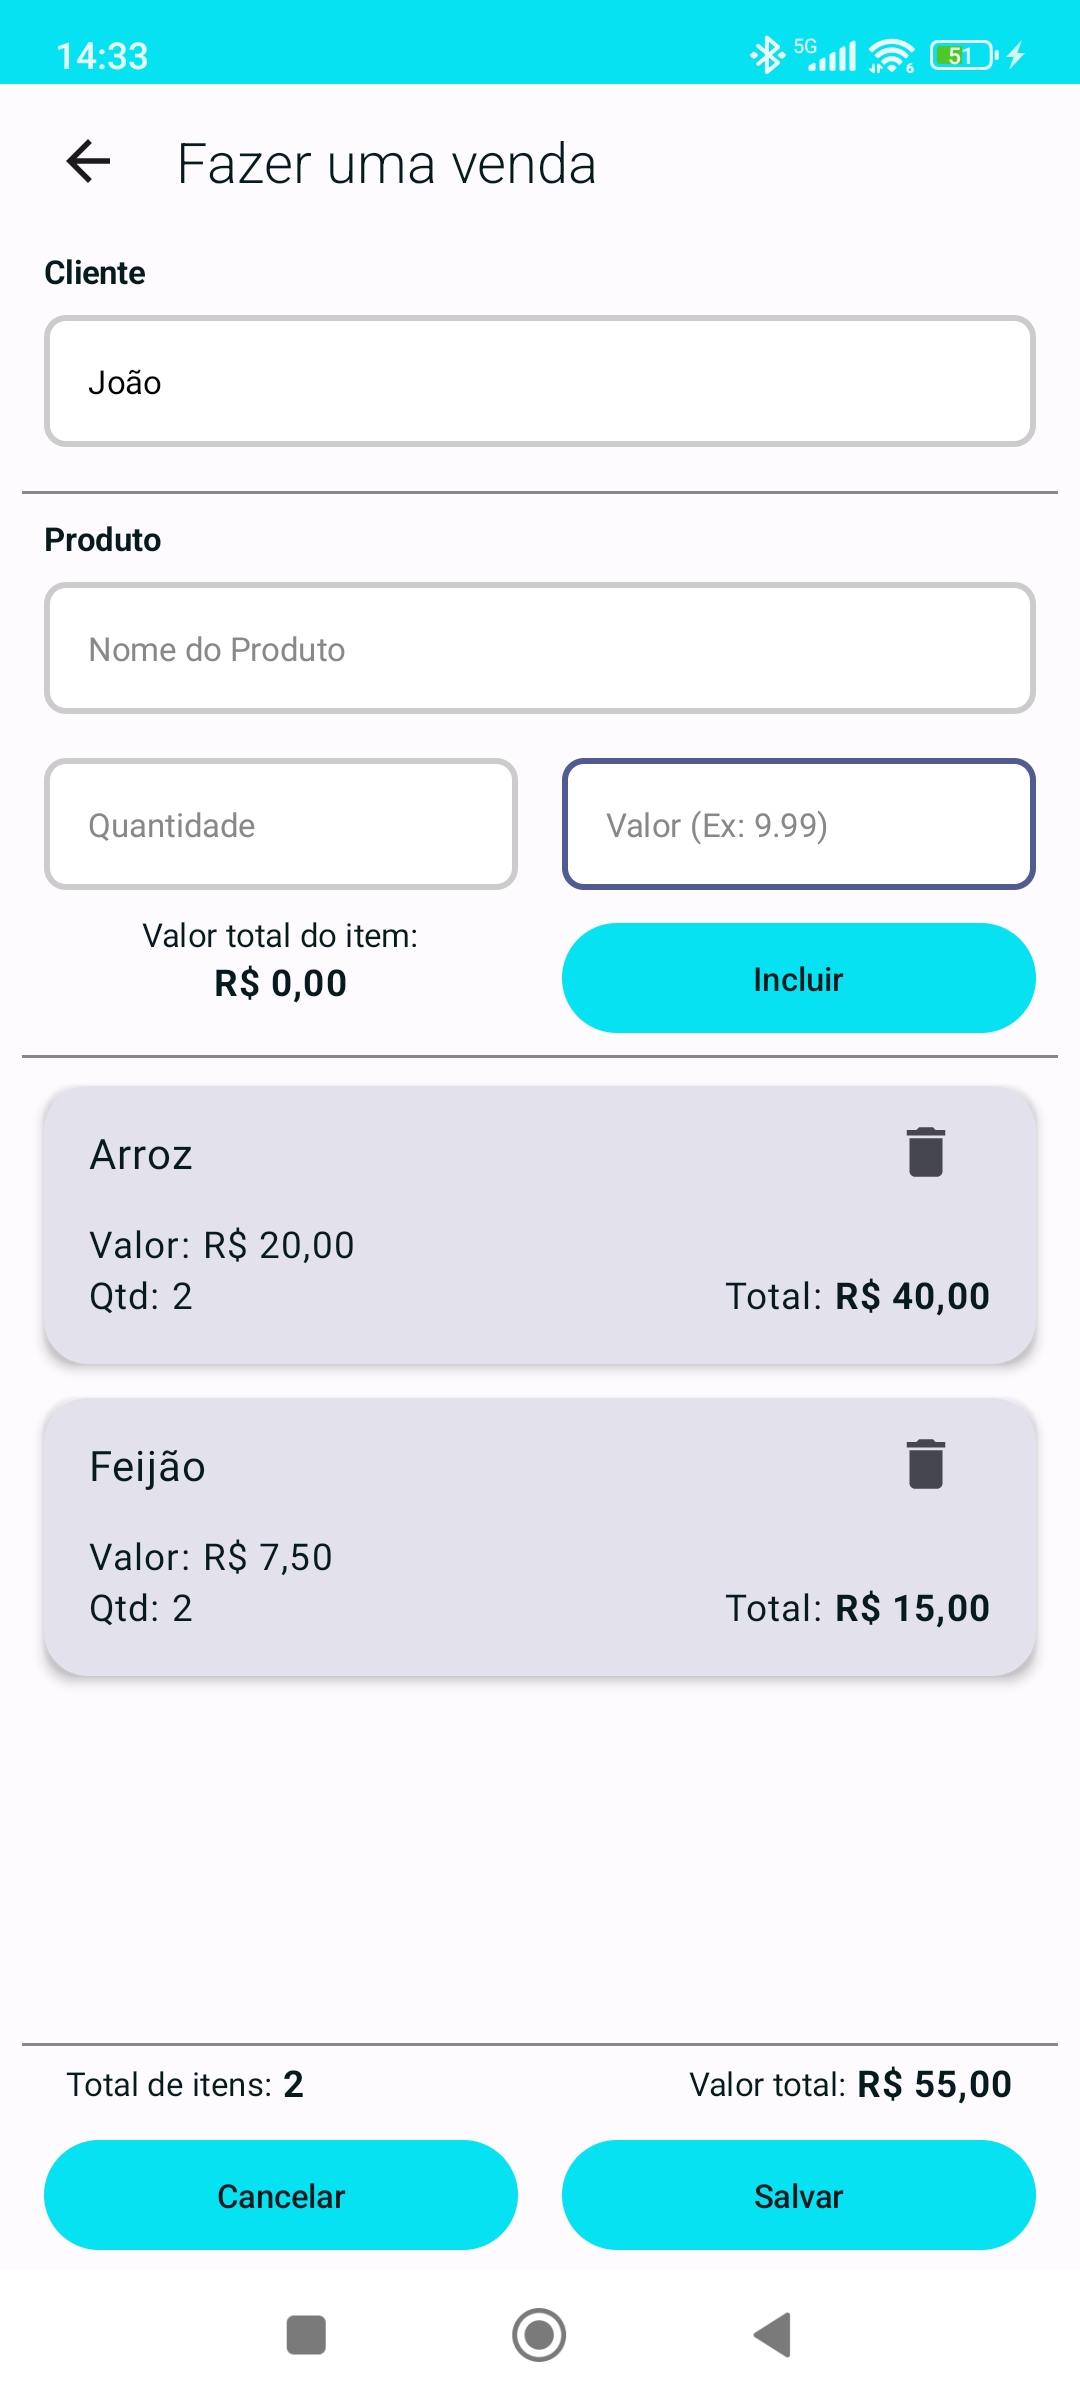 14:33
5G
6
51
Fazer uma venda
Cliente
João
Produto
Nome do Produto
Quantidade
Valor (Ex: 9.99)
Valor total do item:
R$ 0,00
Incluir
Arroz
Valor: R$ 20,00
Qtd: 2
Total: R$ 40,00
Feijão
Valor: R$ 7,50
Qtd: 2
Total: R$ 15,00
Total de itens: 2
Valor total: R$ 55,00
Cancelar
Salvar